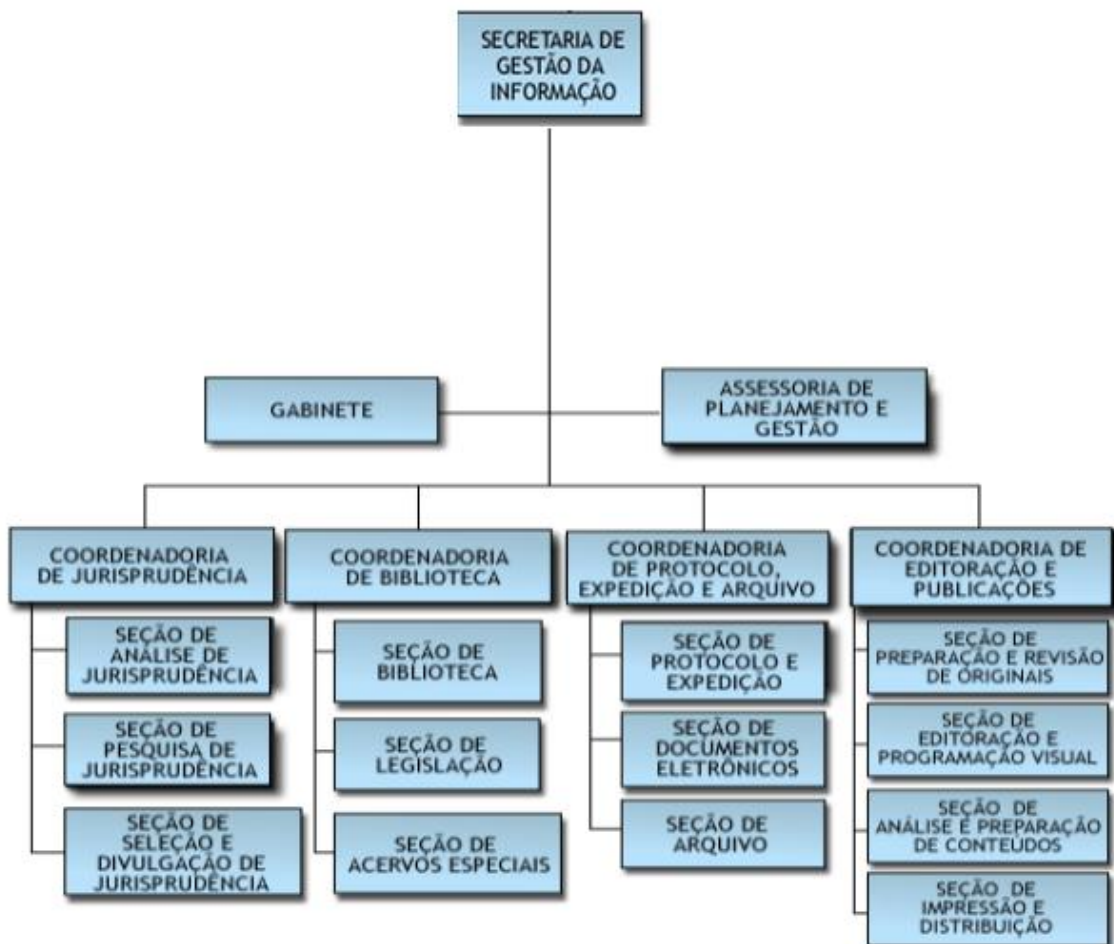 SECRETARIA DE
GESTÃO DA
INFORMAÇÃO
GABINETE
ASSESSORIA DE
PLANEJAMENTO E
GESTÃO
COORDENADORIA
DE JURISPRUDÊNCIA
SEÇÃO DE
ANÁLISE DE
JURISPRUDÊNCIA
SEÇÃO DE
PESQUISA DE
JURISPRUDÊNCIA
SEÇÃO DE
SELEÇÃO E
DIVULGAÇÃO DE
JURISPRUDÊNCIA
COORDENADORIA
DE BIBLIOTECA
SEÇÃO DE
BIBLIOTECA
SEÇÃO DE
LEGISLAÇÃO
SEÇÃO DE
ACERVOS ESPECIAIS
COORDENADORIA
DE PROTOCOLO,
EXPEDIÇÃO E ARQUIVO
SEÇÃO DE
PROTOCOLO E
EXPEDIÇÃO
SEÇÃO DE
DOCUMENTOS
ELETRÔNICOS
SEÇÃO DE
ARQUIVO
COORDENADORIA DE
EDITORAÇÃO E
PUBLICAÇÕES
SEÇÃO DE
PREPARAÇÃO E REVISÃO
DE ORIGINAIS
SEÇÃO DE
EDITORAÇÃO E
PROGRAMAÇÃO VISUAL
SEÇÃO DE
ANÁLISE E PREPARAÇÃO
DE CONTEÚDOS
SEÇÃO DE
IMPRESSÃO E
DISTRIBUIÇÃO